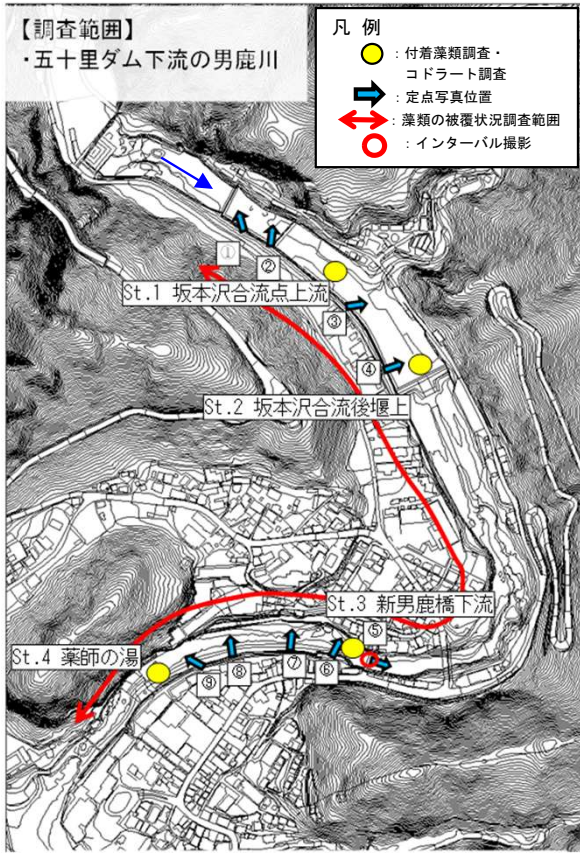 【調査範囲】
・五十里ダム下流の男鹿川
凡 例
：付着藻類調査・
コドラート調査
：定点写真位置
：藻類の被覆状況調査範囲
：インターバル撮影
①
②
St.1 坂本沢合流点上流
③
④
St.2 坂本沢合流後堰上
St.3 新男鹿橋下流
⑤
St.4 薬師の湯
⑨
⑧
⑦
⑥